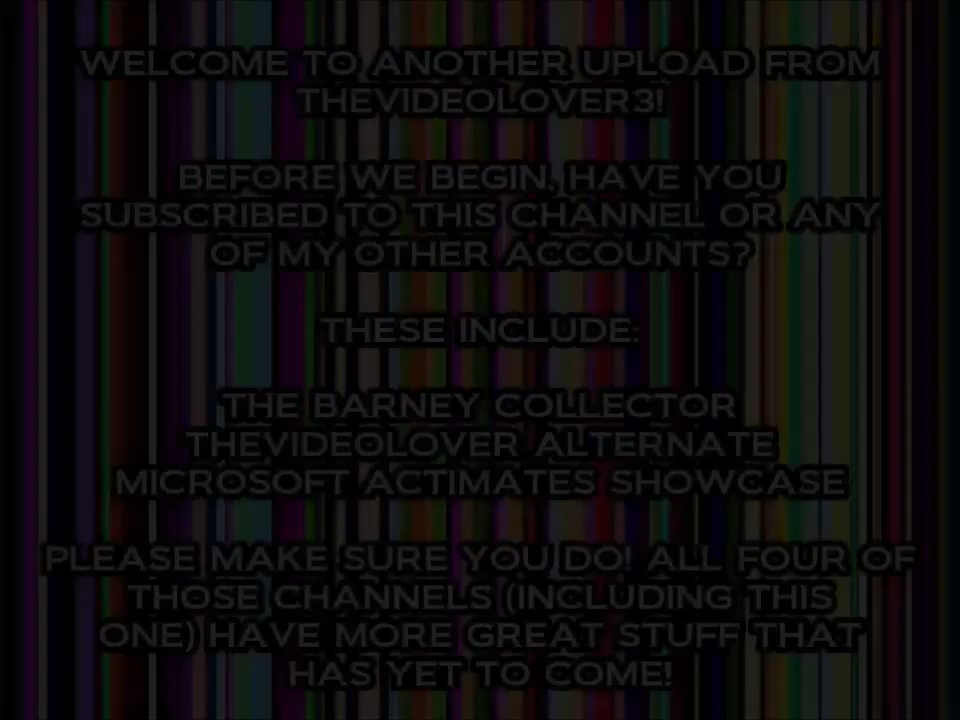 WELCOME TO ANOTHER UPLOAD FROM
THEVIDEOLOVER3!
BEFORE WE BEGIN, HAVE YOU
SUBSCRIBED TO THIS CHANNEL OR ANY
OF MY OTHER ACCOUNTS?
THESE INCLUDE:
THE BARNEY COLLECTOR
THEVIDEOLOVER ALTERNATE
MICROSOFT ACTIMATES SHOWCASE
PLEASE MAKE SURE YOU DO! ALL FOUR OF
THOSE CHANNELS (INCLUDING THIS
ONE) HAVE MORE GREAT STUFF THAT
HAS YET TO COME!